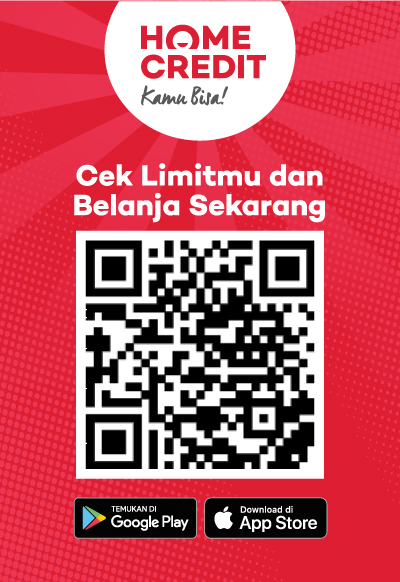 HOME
CREDIT
Kamu Bisa!
Cek Limitmu dan
Belanja Sekarang
TEMUKAN DI
Google Play
Download di
App Store